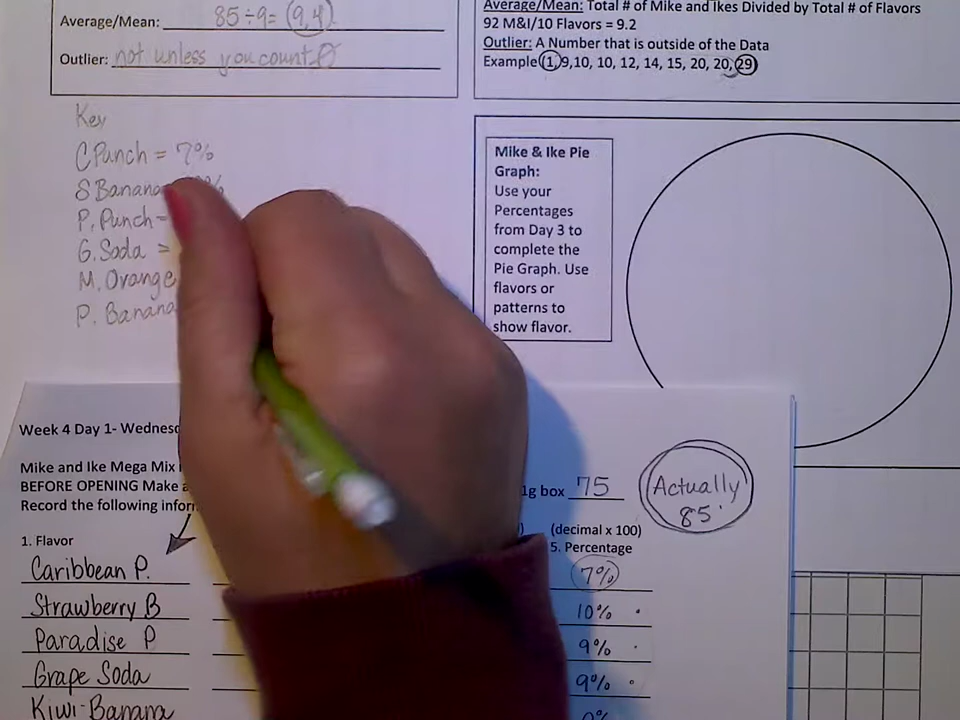 Average/Mean: 85÷9= 9,4
Outlier: not unless you count 0
Average/Mean: Total # of Mike and Ikes Divided by Total # of Flavors
92 M&I/10 Flavors = 9.2
Outlier: A Number that is outside of the Data
Example 1, 9,10, 10, 12, 14, 15, 20, 20, 29
Key
C Punch = 7%
S Banana
P. Punch=
G. Soda =
M. Orange
P. Banana
Mike & Ike Pie
Graph:
Use your
Percentages
from Day 3 to
complete the
Pie Graph. Use
flavors or
patterns to
show flavor.
Week 4 Day 1- Wednes
Mike and Ike Mega Mix
BEFORE OPENING Make
Record the following infor
box 75
Actually
85
(decimal x 100)
1. Flavor
5. Percentage
Caribbean P. 7%
Strawberry B 10%
Paradise P 9%
Grape Soda 9%
Kiwi-Banana 0%